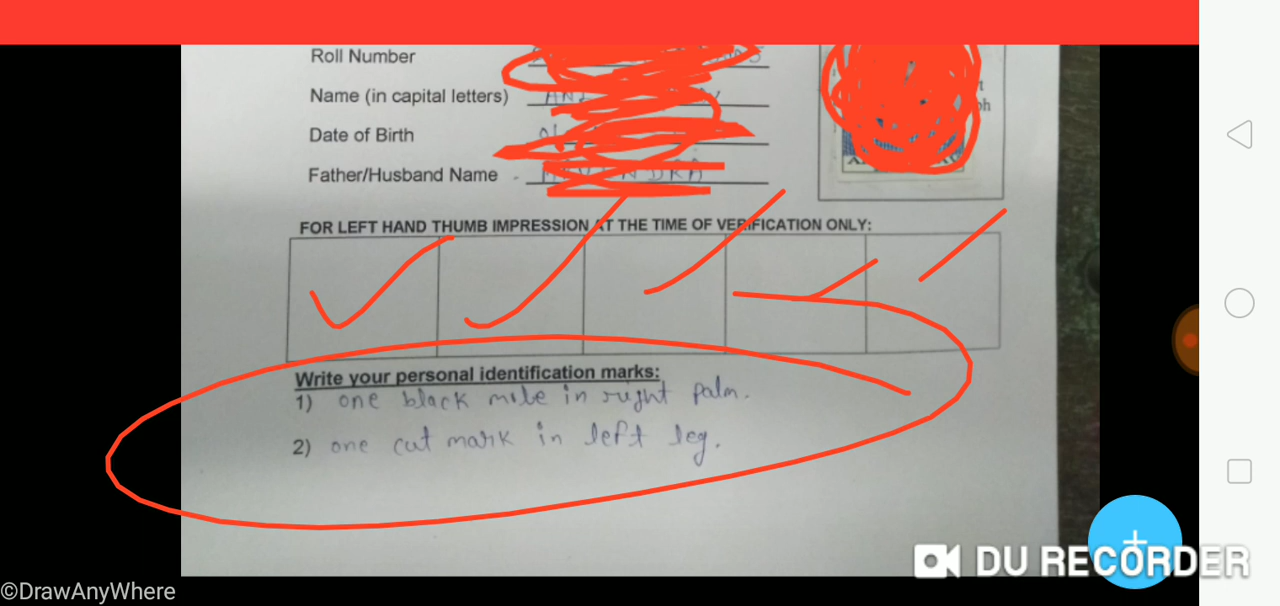 Roll Number
Name (in capital letters)
Date of Birth
Father/Husband Name
FOR LEFT HAND THUMB IMPRESSION AT THE TIME OF VERIFICATION ONLY:
Write your personal identification marks:
1) one black mole in right palm.
2) one cut mark in left leg.
+
DU RECORDER
©DrawAnyWhere